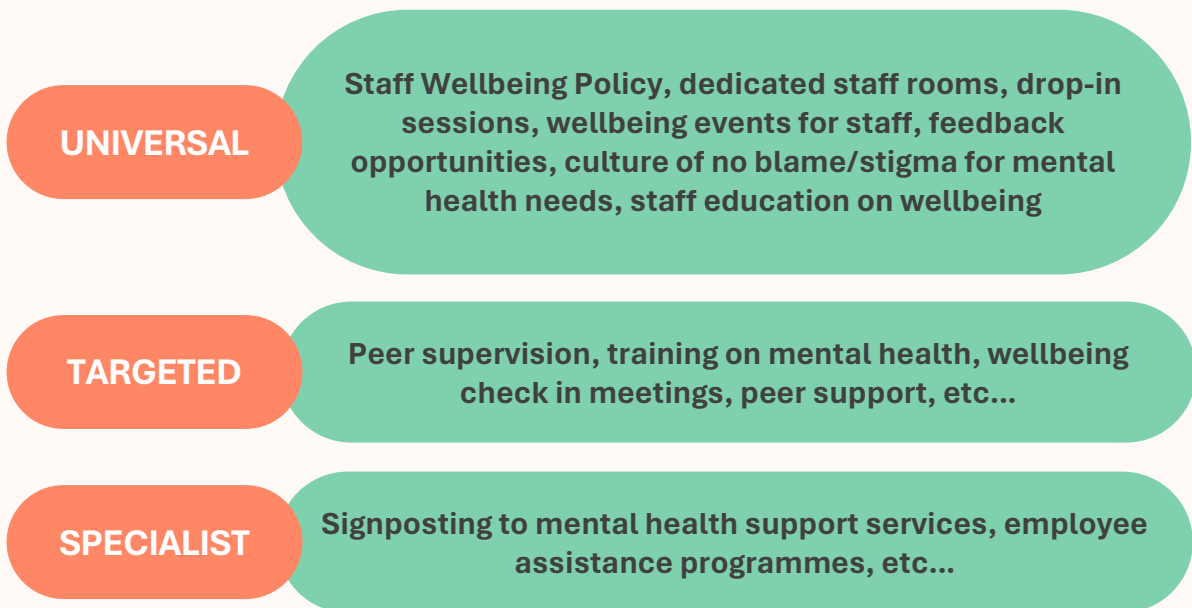 UNIVERSAL
Staff Wellbeing Policy, dedicated staff rooms, drop-in
sessions, wellbeing events for staff, feedback
opportunities, culture of no blame/stigma for mental
health needs, staff education on wellbeing
TARGETED
Peer supervision, training on mental health, wellbeing
check in meetings, peer support, etc...
SPECIALIST
Signposting to mental health support services, employee
assistance programmes, etc...